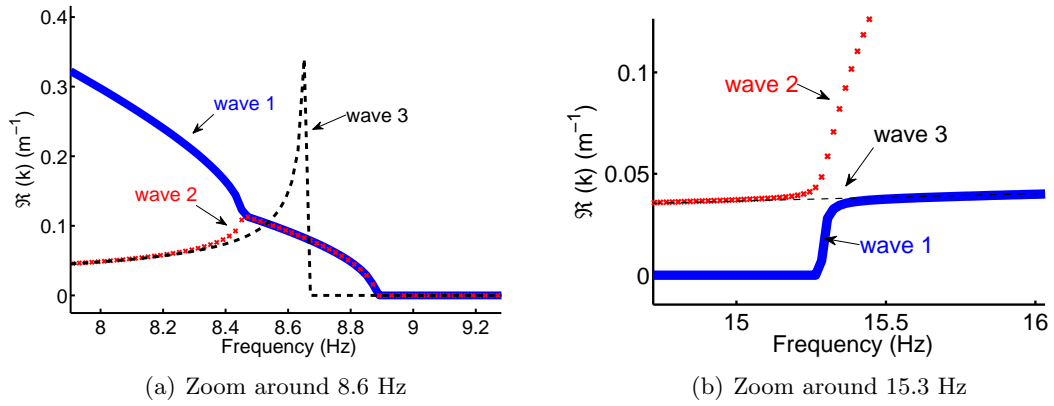 0.4
0.3
0.2
0.1
0
ℜ (k) (m⁻¹)
wave 1
wave 2
wave 3
8 8.2 8.4 8.6 8.8 9 9.2
Frequency (Hz)
(a) Zoom around 8.6 Hz
0.1
0.05
0
ℜ (k) (m⁻¹)
wave 2
wave 3
wave 1
15 15.5 16
Frequency (Hz)
(b) Zoom around 15.3 Hz